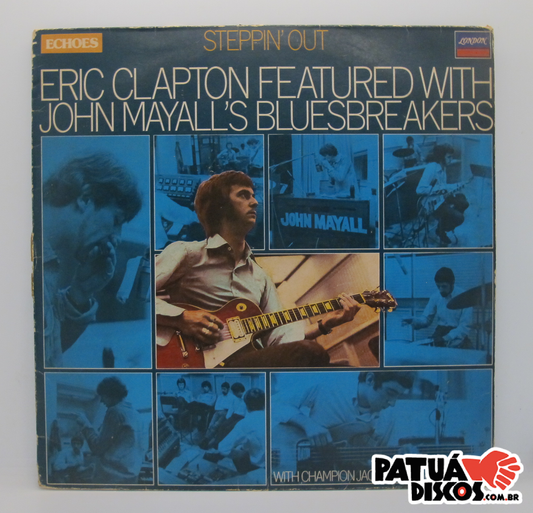 ECHOES
STEPPIN' OUT
LONDON
ERIC CLAPTON FEATURED WITH
JOHN MAYALL'S BLUESBREAKERS
JOHN MAYALL
WITH CHAMPION
PATUÁ
DISCOS.COM.BR